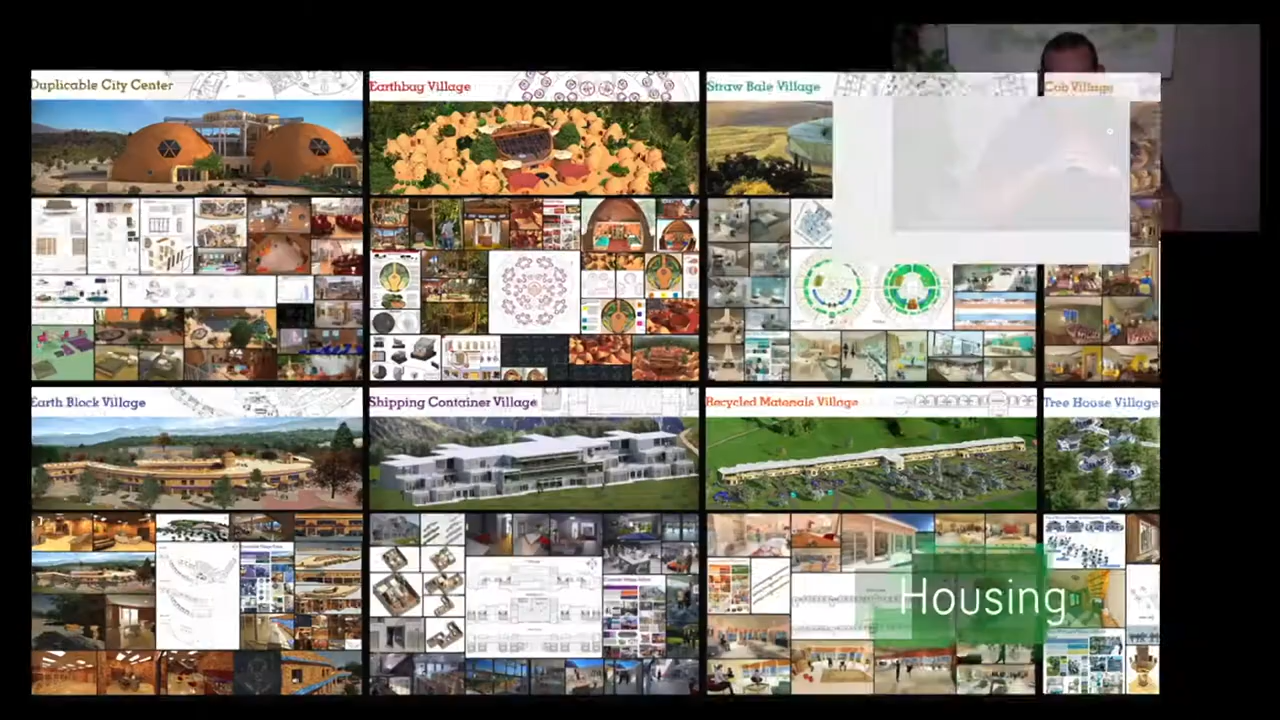 Duplicable City Center
Earthbag Village
Straw Bale Village
Cob Village
Earth Block Village
Shipping Container Village
Recycled Materials Village
Tree House Village
Housing